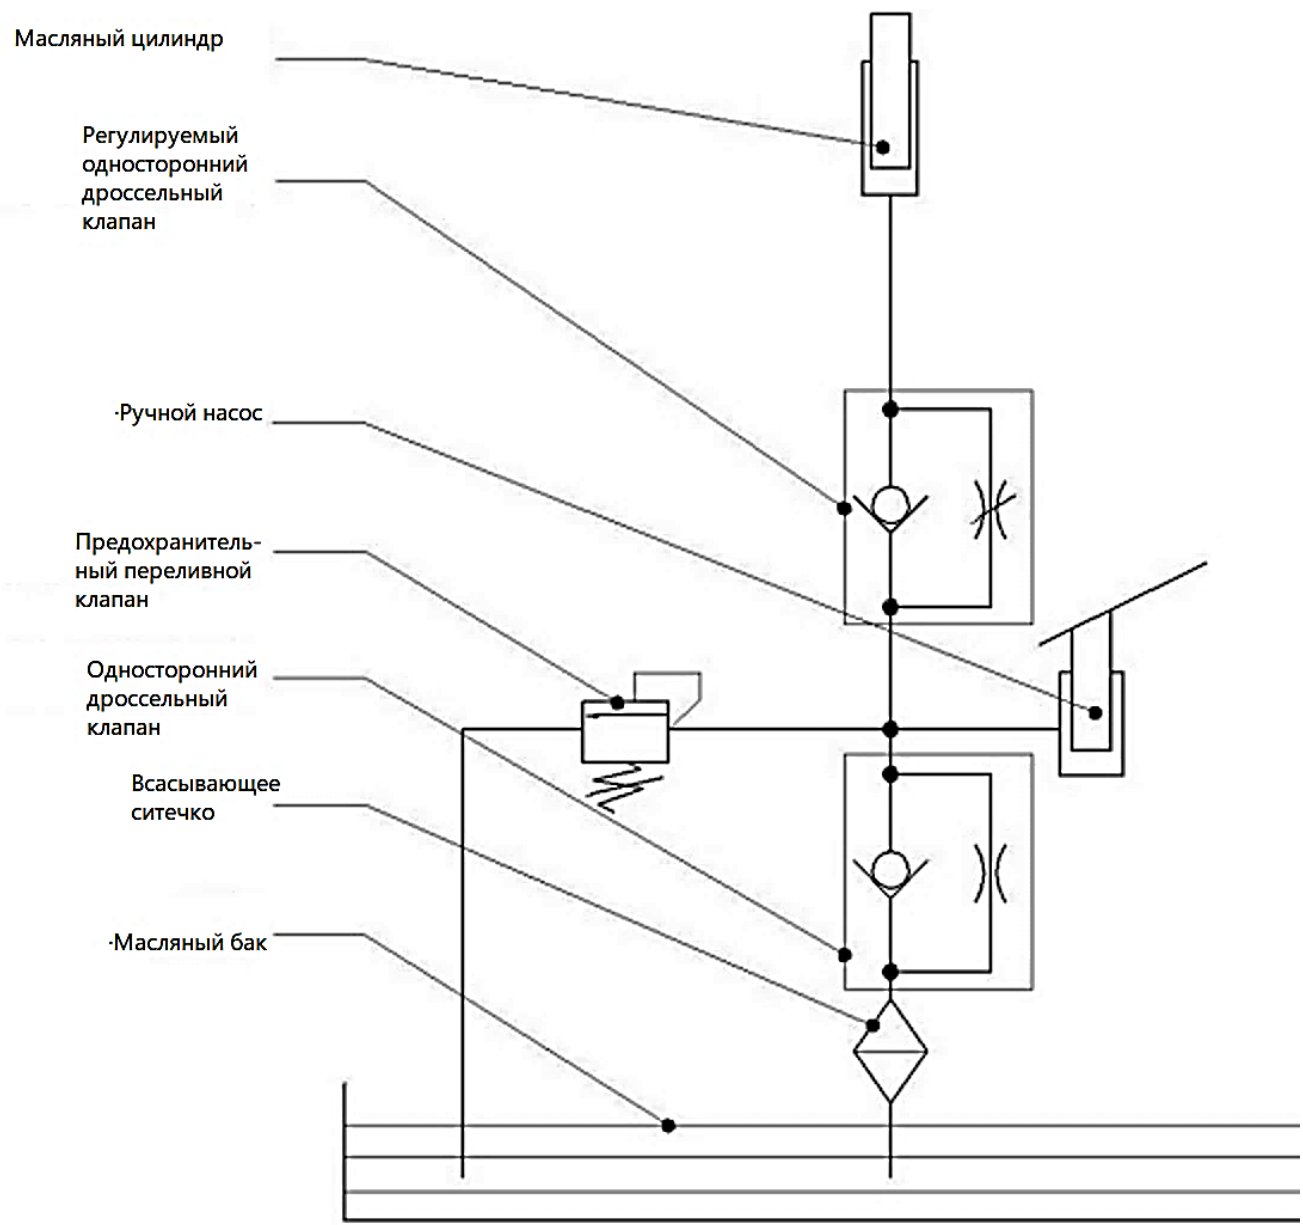 Масляный цилиндр
Регулируемый
односторонний
дроссельный
клапан
·Ручной насос
Предохранитель-
ный переливной
клапан
Односторонний
дроссельный
клапан
Всасывающее
ситечко
·Масляный бак